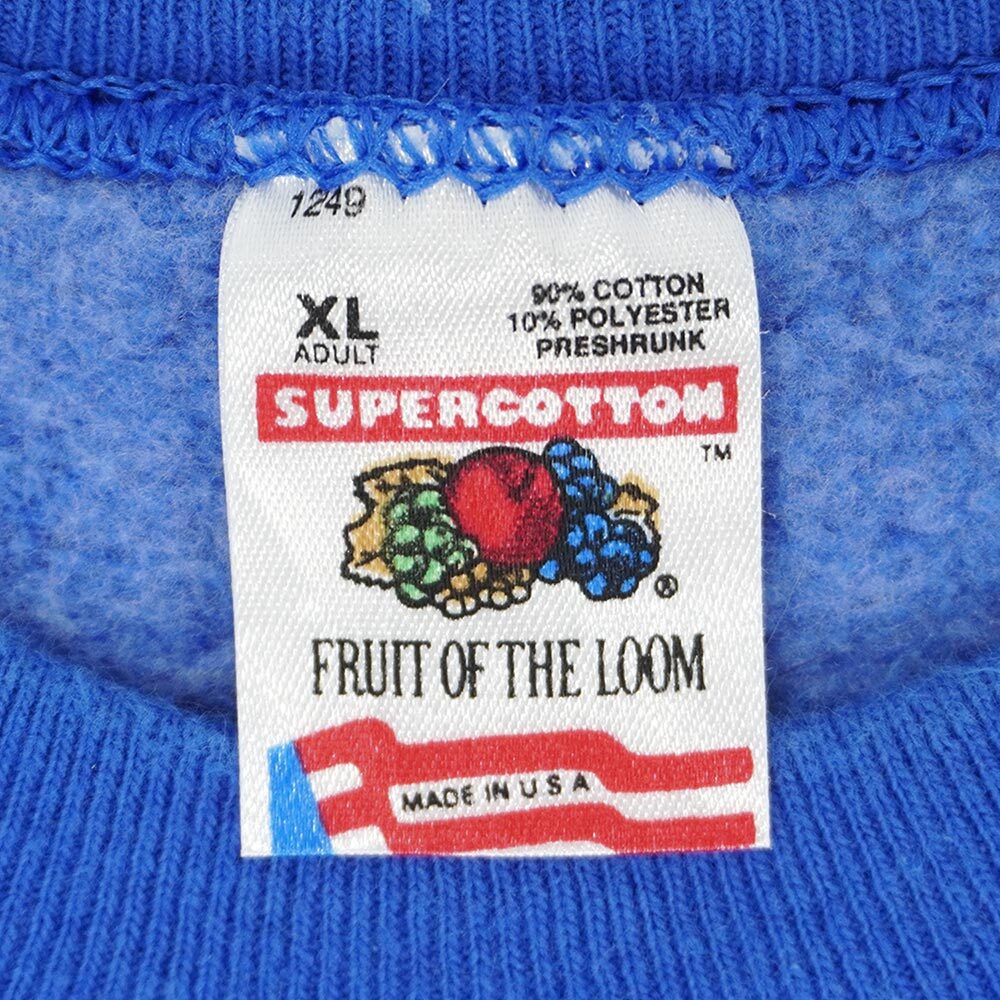 1249
XL
ADULT
90% COTTON
10% POLYESTER
PRESHRUNK
SUPERCOTTON
TM
®
FRUIT OF THE LOOM
MADE IN U S A